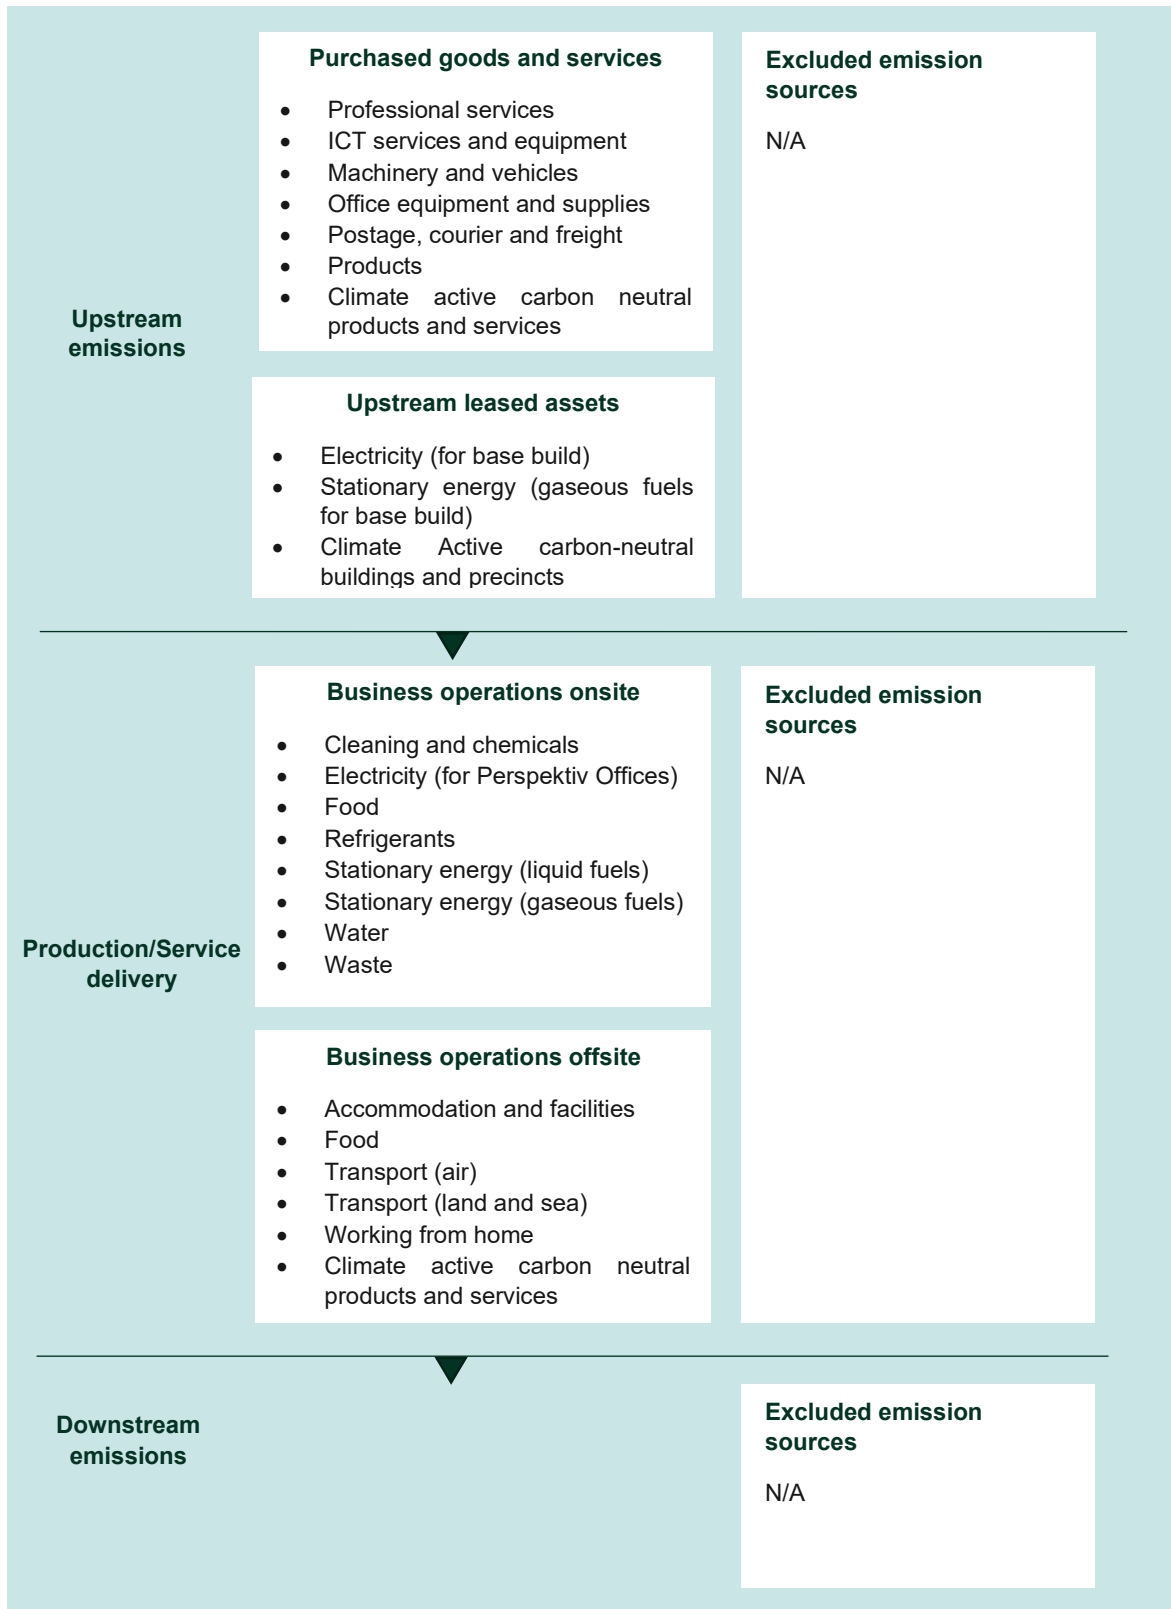 Purchased goods and services
• Professional services
• ICT services and equipment
• Machinery and vehicles
• Office equipment and supplies
• Postage, courier and freight
• Products
• Climate active carbon neutral
products and services
Excluded emission
sources
N/A
Upstream
emissions
Upstream leased assets
• Electricity (for base build)
• Stationary energy (gaseous fuels
for base build)
• Climate Active carbon-neutral
buildings and precincts
Business operations onsite
• Cleaning and chemicals
• Electricity (for Perspektiv Offices)
• Food
• Refrigerants
• Stationary energy (liquid fuels)
• Stationary energy (gaseous fuels)
• Water
• Waste
Excluded emission
sources
N/A
Production/Service
delivery
Business operations offsite
• Accommodation and facilities
• Food
• Transport (air)
• Transport (land and sea)
• Working from home
• Climate active carbon neutral
products and services
Downstream
emissions
Excluded emission
sources
N/A